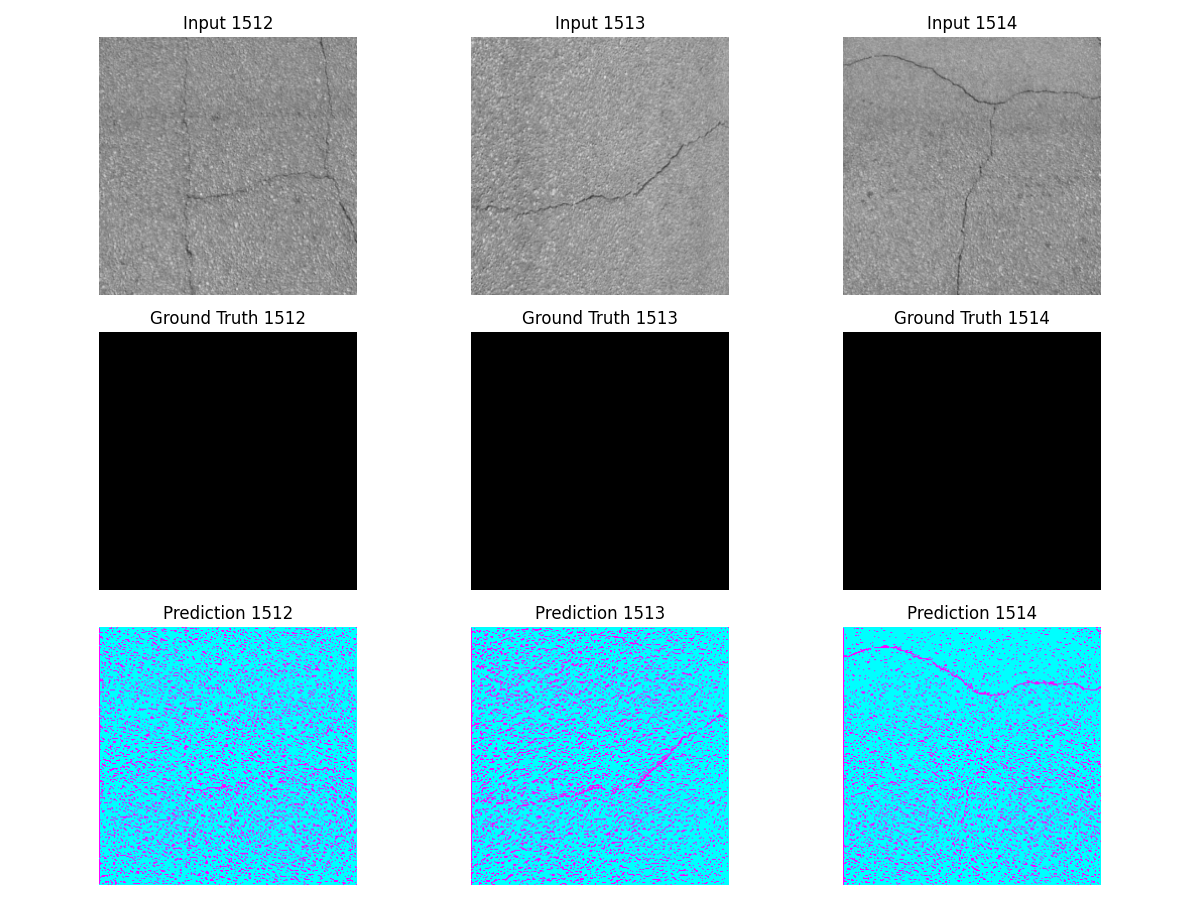 Input 1512
Input 1513
Input 1514
Ground Truth 1512
Ground Truth 1513
Ground Truth 1514
Prediction 1512
Prediction 1513
Prediction 1514